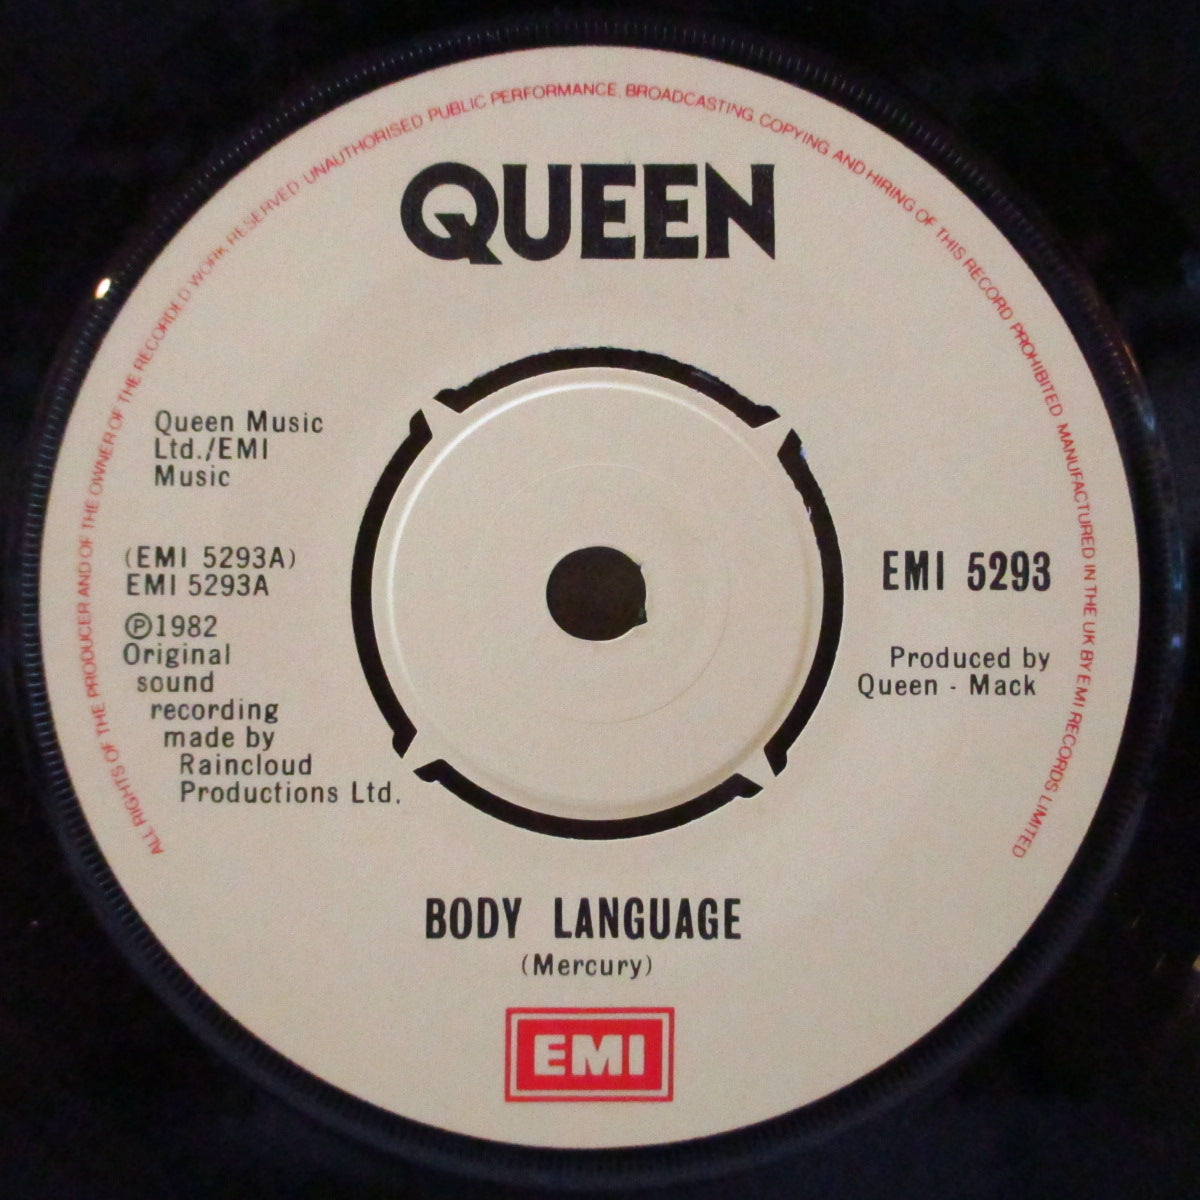 ALL RIGHTS OF THE PRODUCER AND OF THE OWNER OF THE RECORDED WORK RESERVED. UNAUTHORISED PUBLIC PERFORMANCE, BROADCASTING, COPYING AND HIRING OF THIS RECORD PROHIBITED. MANUFACTURED IN THE UK BY EMI RECORDS LIMITED
QUEEN
Queen Music
Ltd./EMI
Music
(EMI 5293A)
EMI 5293A
℗1982
Original
sound
recording
made by
Raincloud
Productions Ltd.
EMI 5293
Produced by
Queen - Mack
BODY LANGUAGE
(Mercury)
EMI